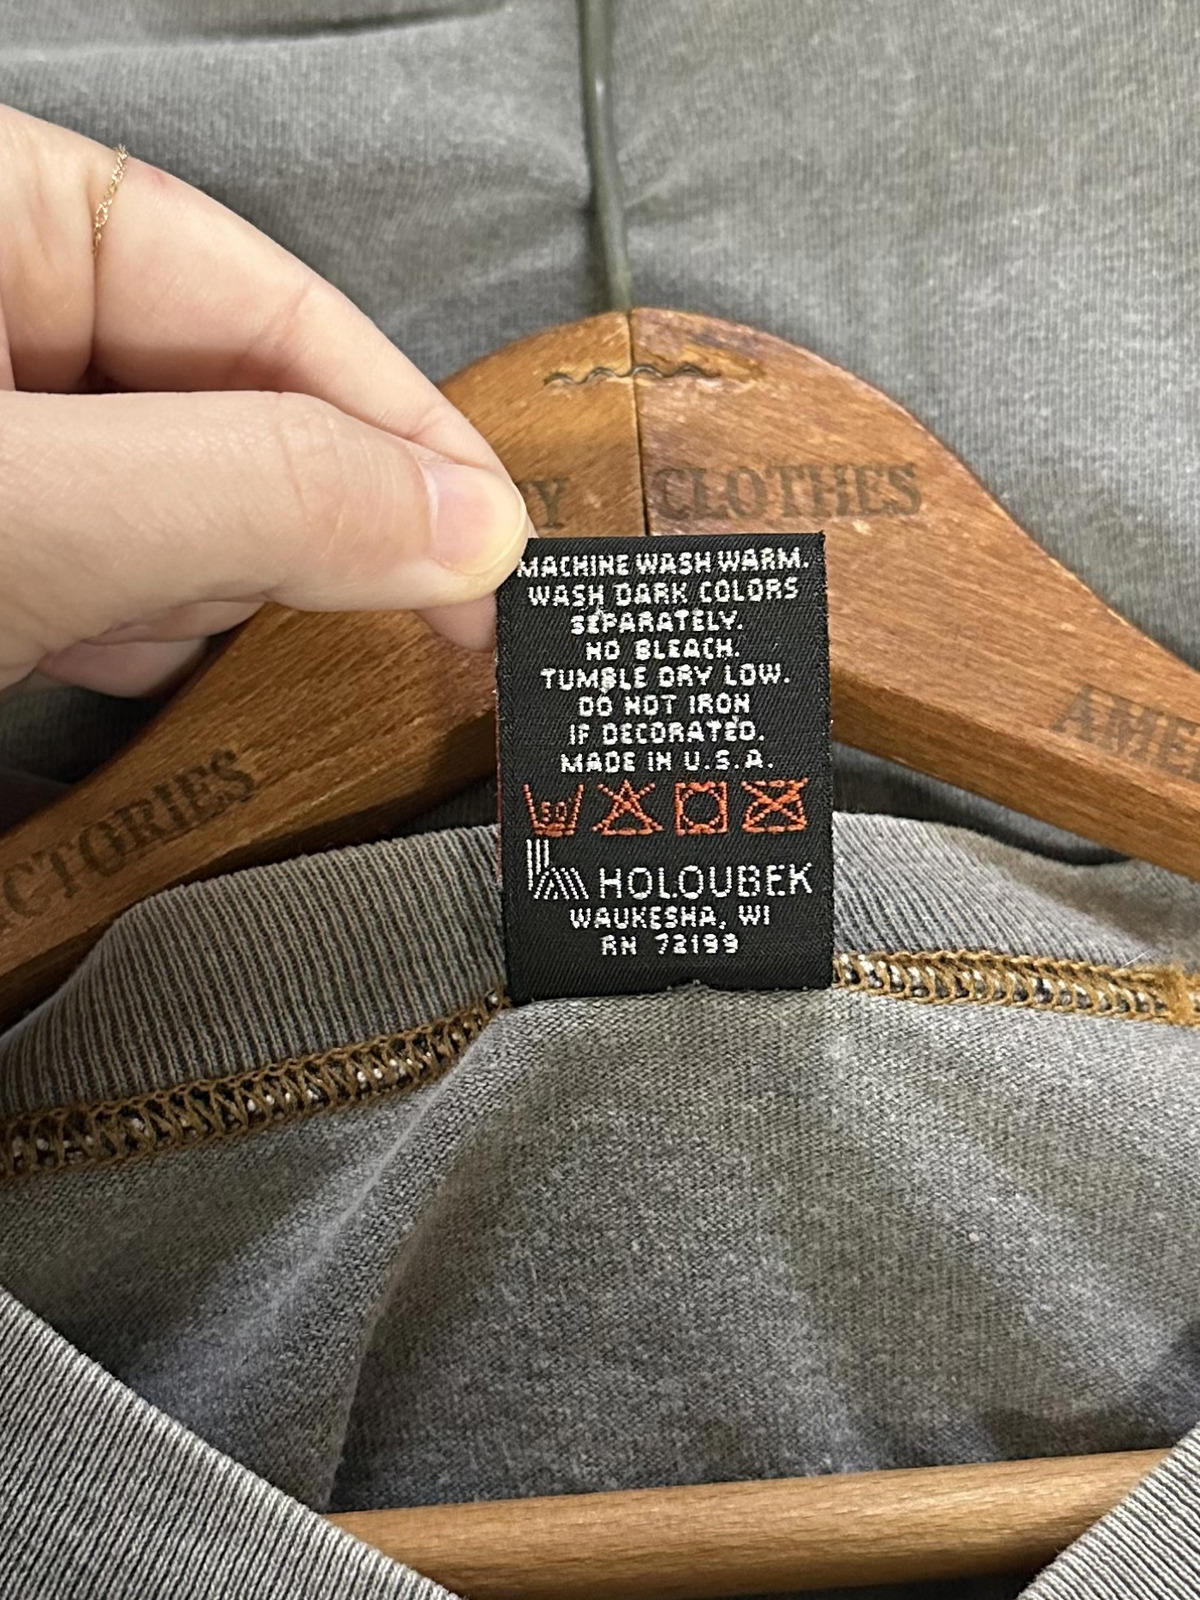 CLOTHES
MACHINE WASH WARM.
WASH DARK COLORS
SEPARATELY.
NO BLEACH.
TUMBLE DRY LOW.
DO NOT IRON
IF DECORATED.
MADE IN U.S.A.
50
HOLOUBEK
WAUKESHA, WI
RN 72199